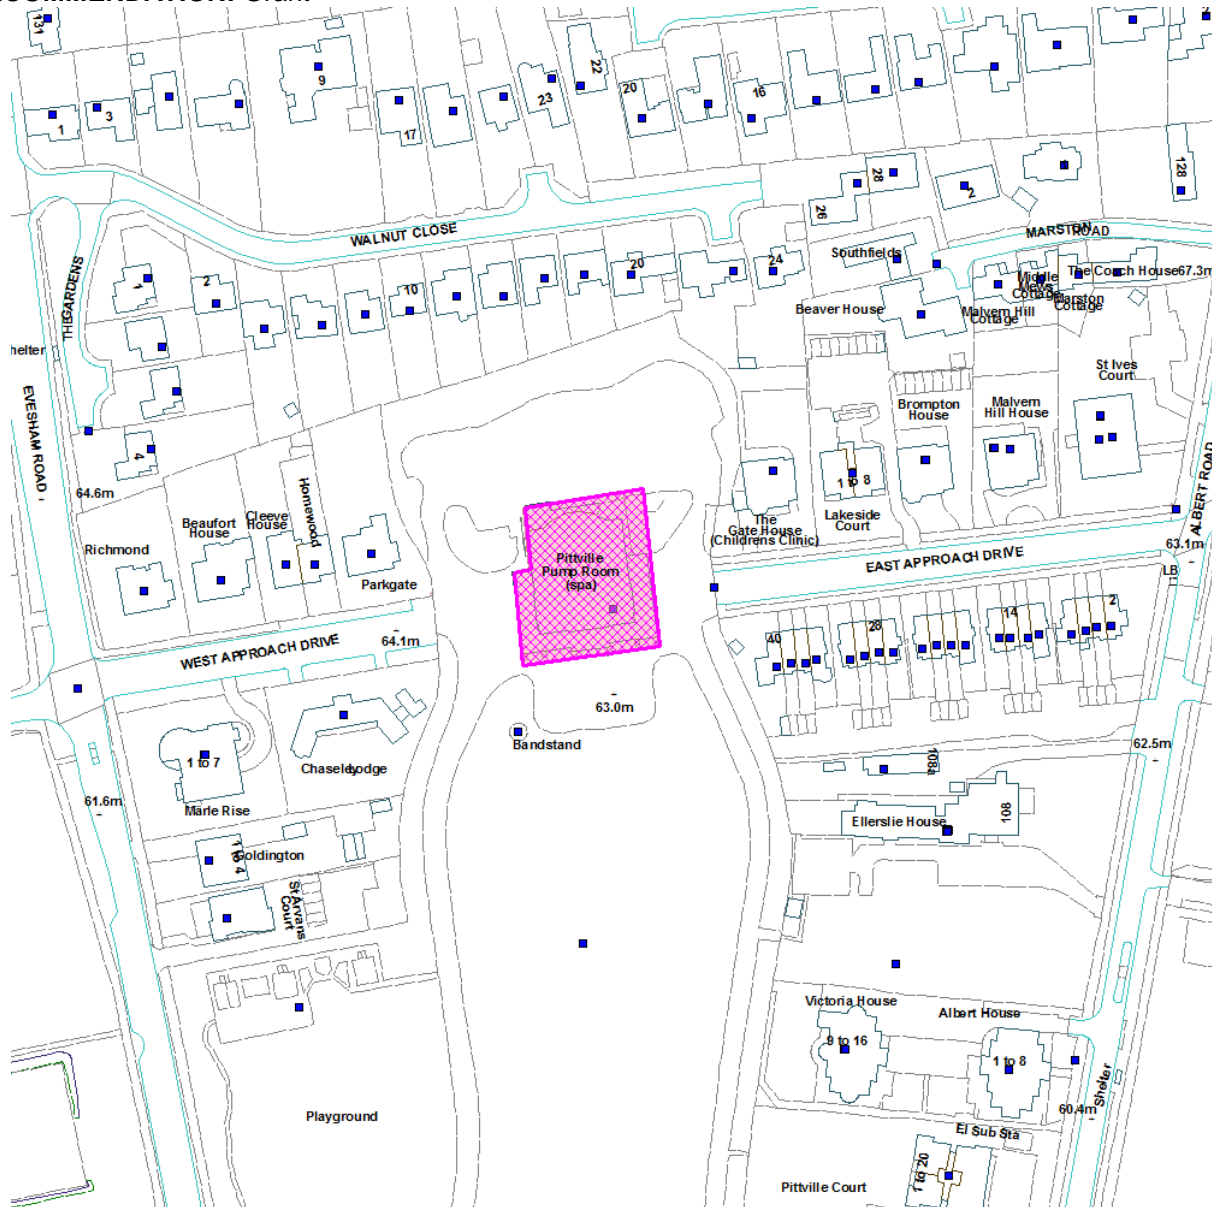 131
1
3
9
17
23
22
20
16
28
26
2
128
WALNUT CLOSE
MARSTON
ROAD
Southfields
The Coach House
67.3m
Middle
Mews
Cottage
Marston
Cottage
Malvern Hill
Cottage
Beaver House
THE GARDENS
1
2
10
20
24
helter
EVESHAM ROAD
4
64.6m
St Ives
Court
Brompton
House
Malvern
Hill House
Homewood
Cleeve
House
Beaufort
House
Richmond
Parkgate
1 to 8
Lakeside
Court
The
Gate House
(Childrens Clinic)
ALBERT ROAD
63.1m
LB
Pittville
Pump Room
(spa)
EAST APPROACH DRIVE
WEST APPROACH DRIVE
64.1m
40
28
14
2
63.0m
Bandstand
62.5m
1 to 7
Marle Rise
Chaseley
Lodge
61.6m
108a
108
Ellerslie House
1 to 4
Goldington
St Arvans
Court
Victoria House
9 to 16
Albert House
1 to 8
Shelter
60.4m
El Sub Sta
Playground
1 to 20
Pittville Court